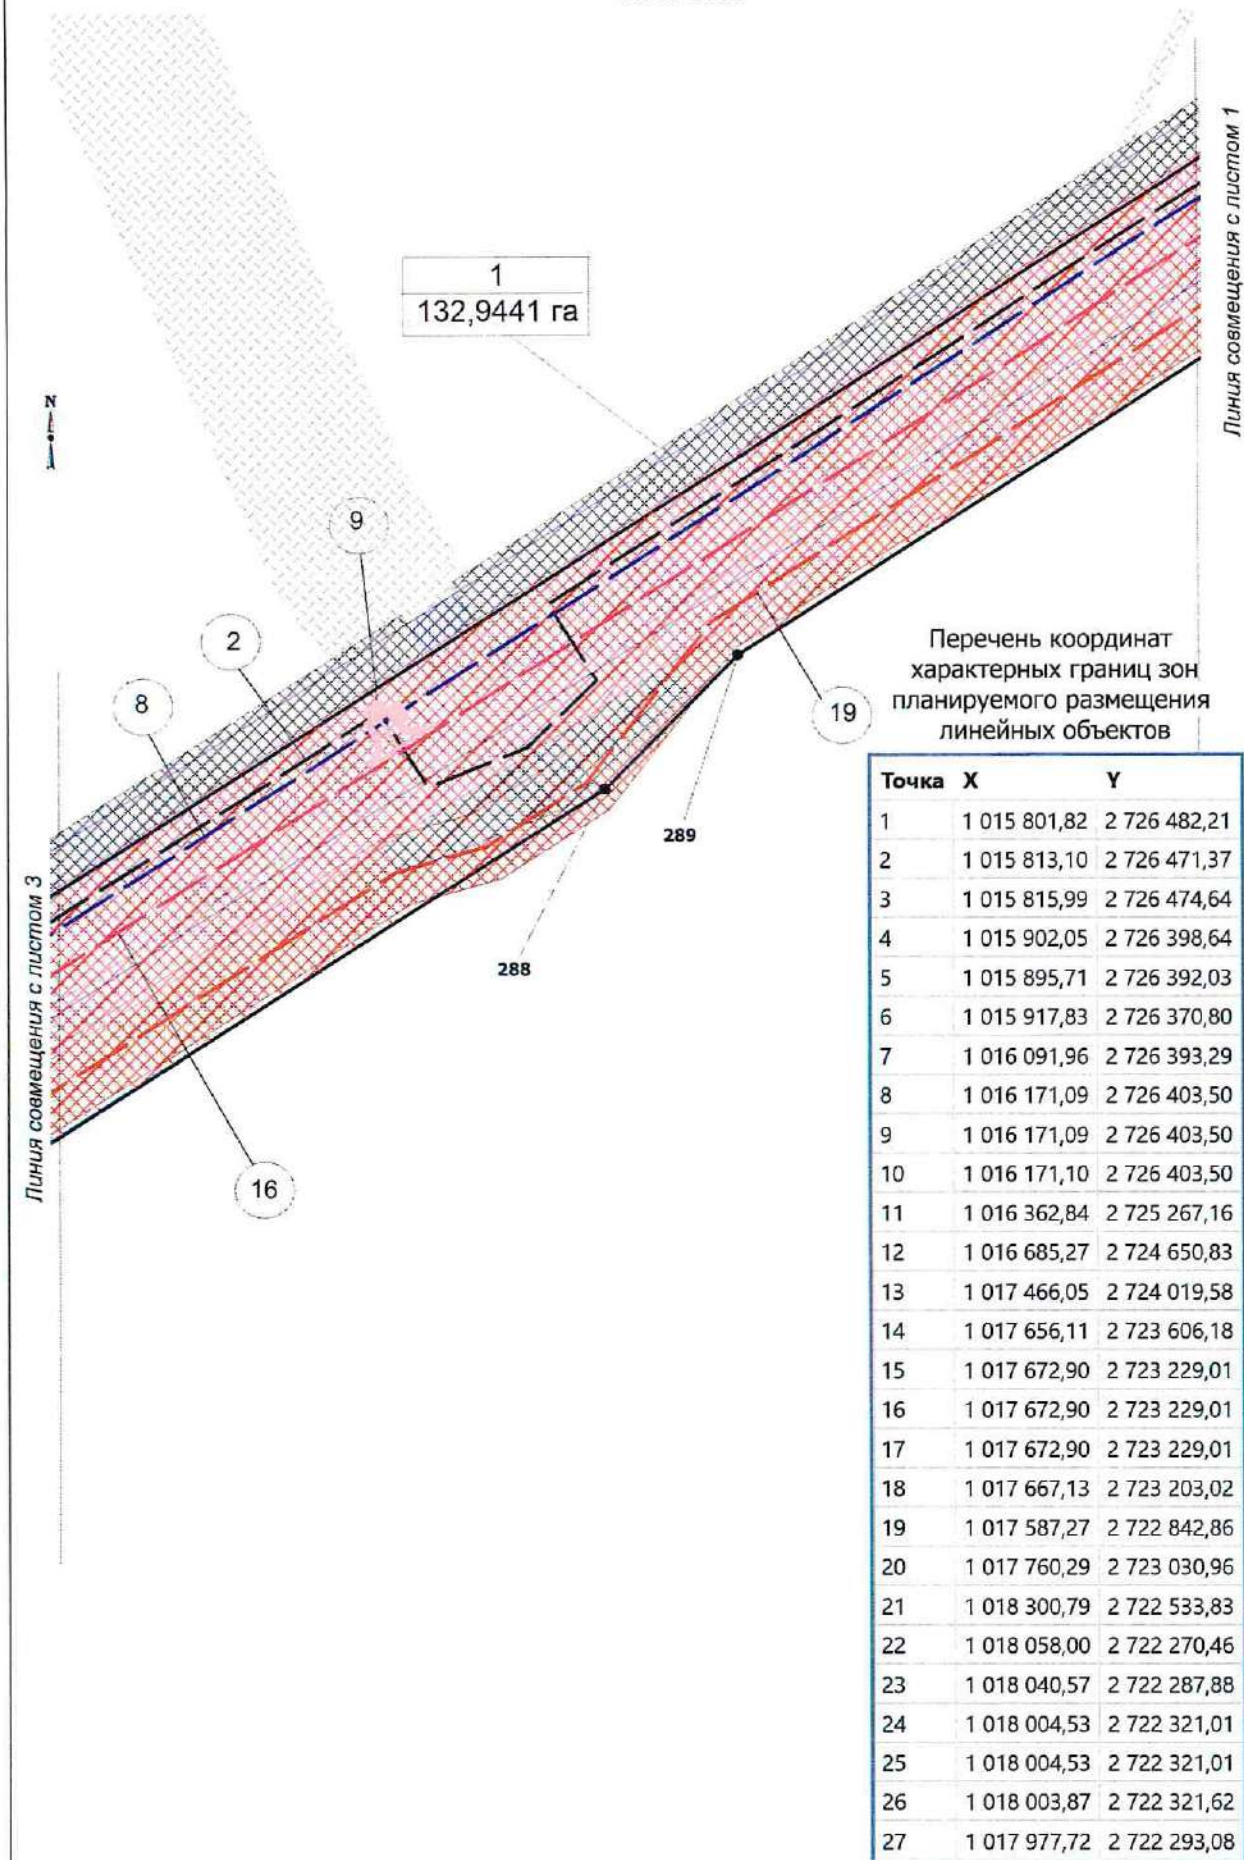 1
132,9441 га
Линия совмещения с листом 1
N
9
2
8
19
Перечень координат
характерных границ зон
планируемого размещения
линейных объектов
289
288
16
Линия совмещения с листом 3
Точка X Y
1 1 015 801,82 2 726 482,21
2 1 015 813,10 2 726 471,37
3 1 015 815,99 2 726 474,64
4 1 015 902,05 2 726 398,64
5 1 015 895,71 2 726 392,03
6 1 015 917,83 2 726 370,80
7 1 016 091,96 2 726 393,29
8 1 016 171,09 2 726 403,50
9 1 016 171,09 2 726 403,50
10 1 016 171,10 2 726 403,50
11 1 016 362,84 2 725 267,16
12 1 016 685,27 2 724 650,83
13 1 017 466,05 2 724 019,58
14 1 017 656,11 2 723 606,18
15 1 017 672,90 2 723 229,01
16 1 017 672,90 2 723 229,01
17 1 017 672,90 2 723 229,01
18 1 017 667,13 2 723 203,02
19 1 017 587,27 2 722 842,86
20 1 017 760,29 2 723 030,96
21 1 018 300,79 2 722 533,83
22 1 018 058,00 2 722 270,46
23 1 018 040,57 2 722 287,88
24 1 018 004,53 2 722 321,01
25 1 018 004,53 2 722 321,01
26 1 018 003,87 2 722 321,62
27 1 017 977,72 2 722 293,08